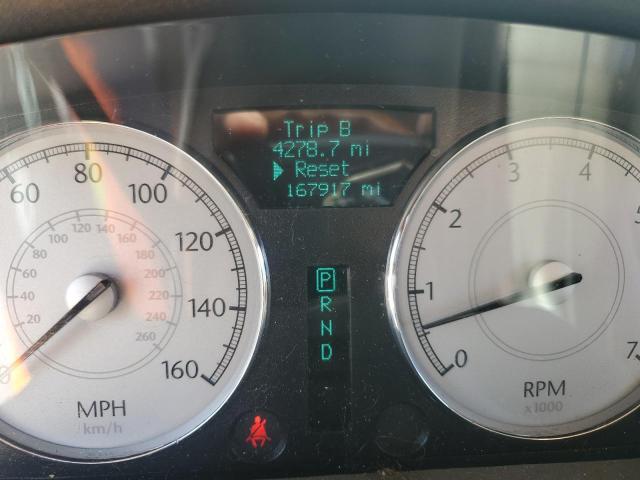 Trip B
4278.7 mi
Reset
167917 mi
60 80 100 120 140 160
20 40 60 80 100 120 140 160 180 200 220 240 260
MPH
km/h
P
R
N
D
0 1 2 3 4 5 7
RPM
x1000